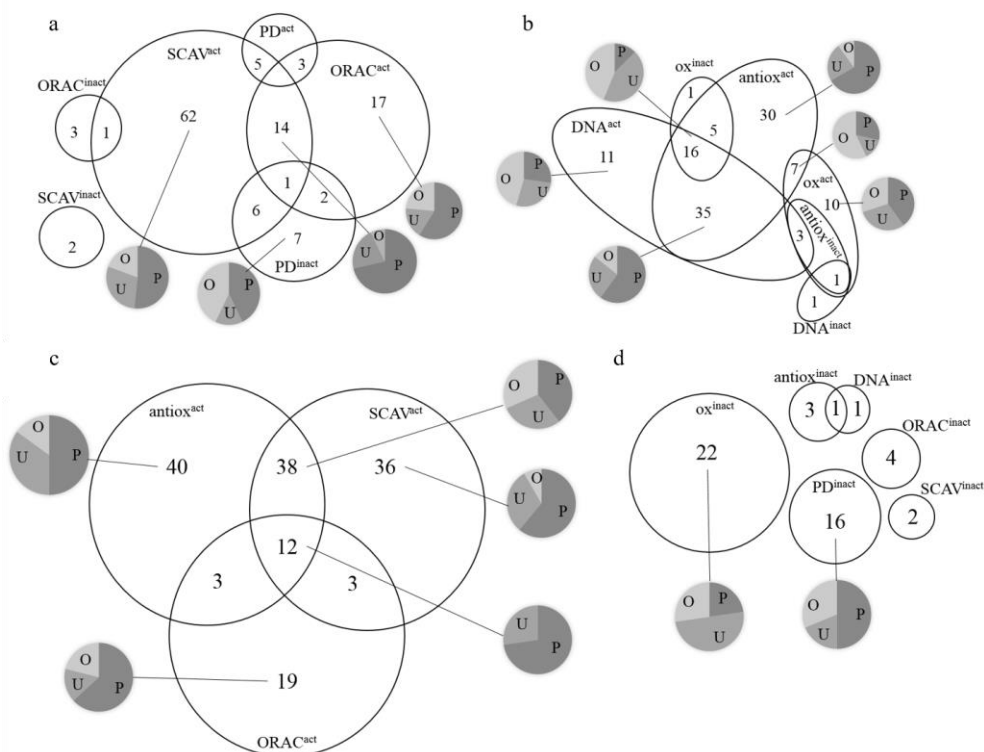 a
SCAVᵃᶜᵗ
PDᵃᶜᵗ
ORACᵃᶜᵗ
ORACⁱⁿᵃᶜᵗ
5
3
17
3
1
62
14
1
2
6
SCAVⁱⁿᵃᶜᵗ
2
7
PDⁱⁿᵃᶜᵗ
O
U
P
O
U
P
O
U
P
O
U
P
b
oxⁱⁿᵃᶜᵗ
antioxᵃᶜᵗ
DNAᵃᶜᵗ
1
5
30
16
11
35
7
oxᵃᶜᵗ
10
antioxⁱⁿᵃᶜᵗ
3
1
1
DNAⁱⁿᵃᶜᵗ
O
P
U
O
U
P
O
P
U
O
P
U
O
U
P
O
U
P
c
antioxᵃᶜᵗ
SCAVᵃᶜᵗ
40
38
36
12
3
3
19
ORACᵃᶜᵗ
O
U
P
O
P
U
O
U
P
U
P
O
U
P
d
oxⁱⁿᵃᶜᵗ
antioxⁱⁿᵃᶜᵗ
DNAⁱⁿᵃᶜᵗ
3
1
1
ORACⁱⁿᵃᶜᵗ
22
4
PDⁱⁿᵃᶜᵗ
SCAVⁱⁿᵃᶜᵗ
16
2
O
P
U
O
U
P